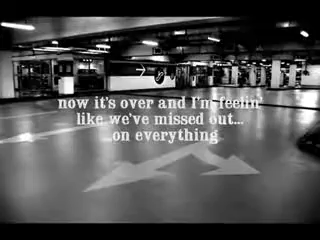 now it's over and I'm feelin'
like we've missed out...
...on everything